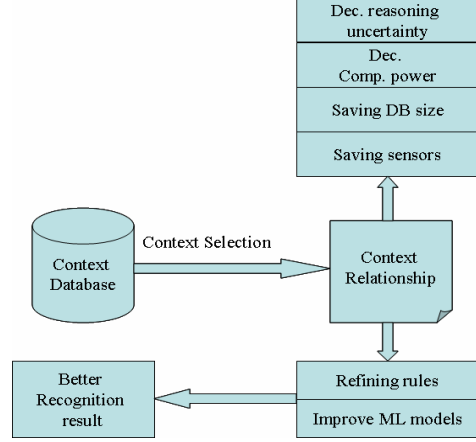 Dec. reasoning
uncertainty
Dec.
Comp. power
Saving DB size
Saving sensors
Context Selection
Context
Database
Context
Relationship
Better
Recognition
result
Refining rules
Improve ML models